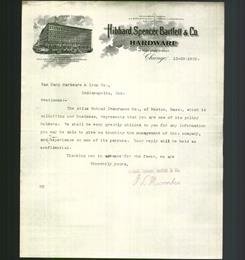 Hibbard, Spencer, Bartlett & Co.
HARDWARE
Chicago,
Van Camp Hardware & Iron Co.,
Indianapolis, Ind.
Gentlemen:-
The Atlas Mutual Insurance Co., of Boston, Mass., which is
soliciting our business, represents that you are one of its policy
holders. We shall be very greatly obliged to you for any information
you may be able to give us touching the management of this company,
and experience as one of its patrons. Your reply will be held as
confidential.
Thanking you in advance for the favor, we are
Sincerely yours,